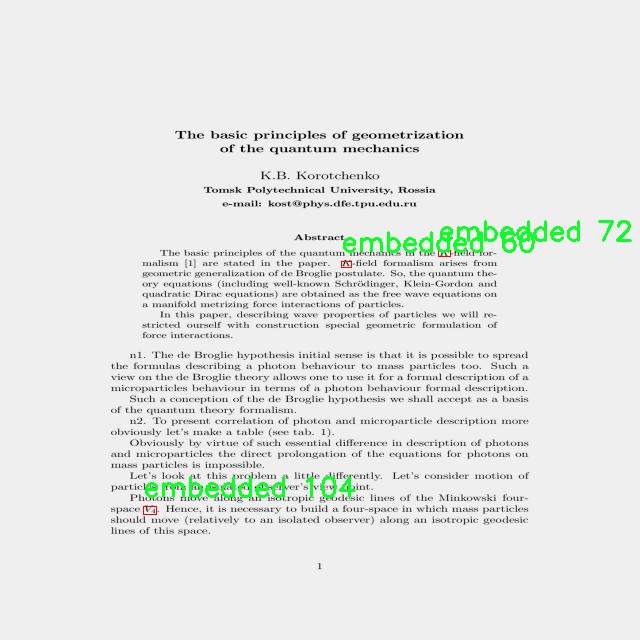 The basic principles of geometrization
of the quantum mechanics
K.B. Korotchenko
Tomsk Polytechnical University, Rossia
e-mail: kost@phys.dfe.tpu.edu.ru
Abstract
embedded 72
embedded 60
The basic principles of the quantum mechanics in the A-field for-
malism [1] are stated in the paper. A-field formalism arises from
geometric generalization of de Broglie postulate. So, the quantum the-
ory equations (including well-known Schrödinger, Klein-Gordon and
quadratic Dirac equations) are obtained as the free wave equations on
a manifold metrizing force interactions of particles.
In this paper, describing wave properties of particles we will re-
stricted ourself with construction special geometric formulation of
force interactions.
n1. The de Broglie hypothesis initial sense is that it is possible to spread
the formulas describing a photon behaviour to mass particles too. Such a
view on the de Broglie theory allows one to use it for a formal description of a
microparticles behaviour in terms of a photon behaviour formal description.
Such a conception of the de Broglie hypothesis we shall accept as a basis
of the quantum theory formalism.
n2. To present correlation of photon and microparticle description more
obviously let's make a table (see tab. 1).
Obviously by virtue of such essential difference in description of photons
and microparticles the direct prolongation of the equations for photons on
mass particles is impossible.
Let's look at this problem a little differently. Let's consider motion of
particles from an isolated observer's view point.
embedded 104
Photons move along an isotropic geodesic lines of the Minkowski four-
space V4. Hence, it is necessary to build a four-space in which mass particles
should move (relatively to an isolated observer) along an isotropic geodesic
lines of this space.
1